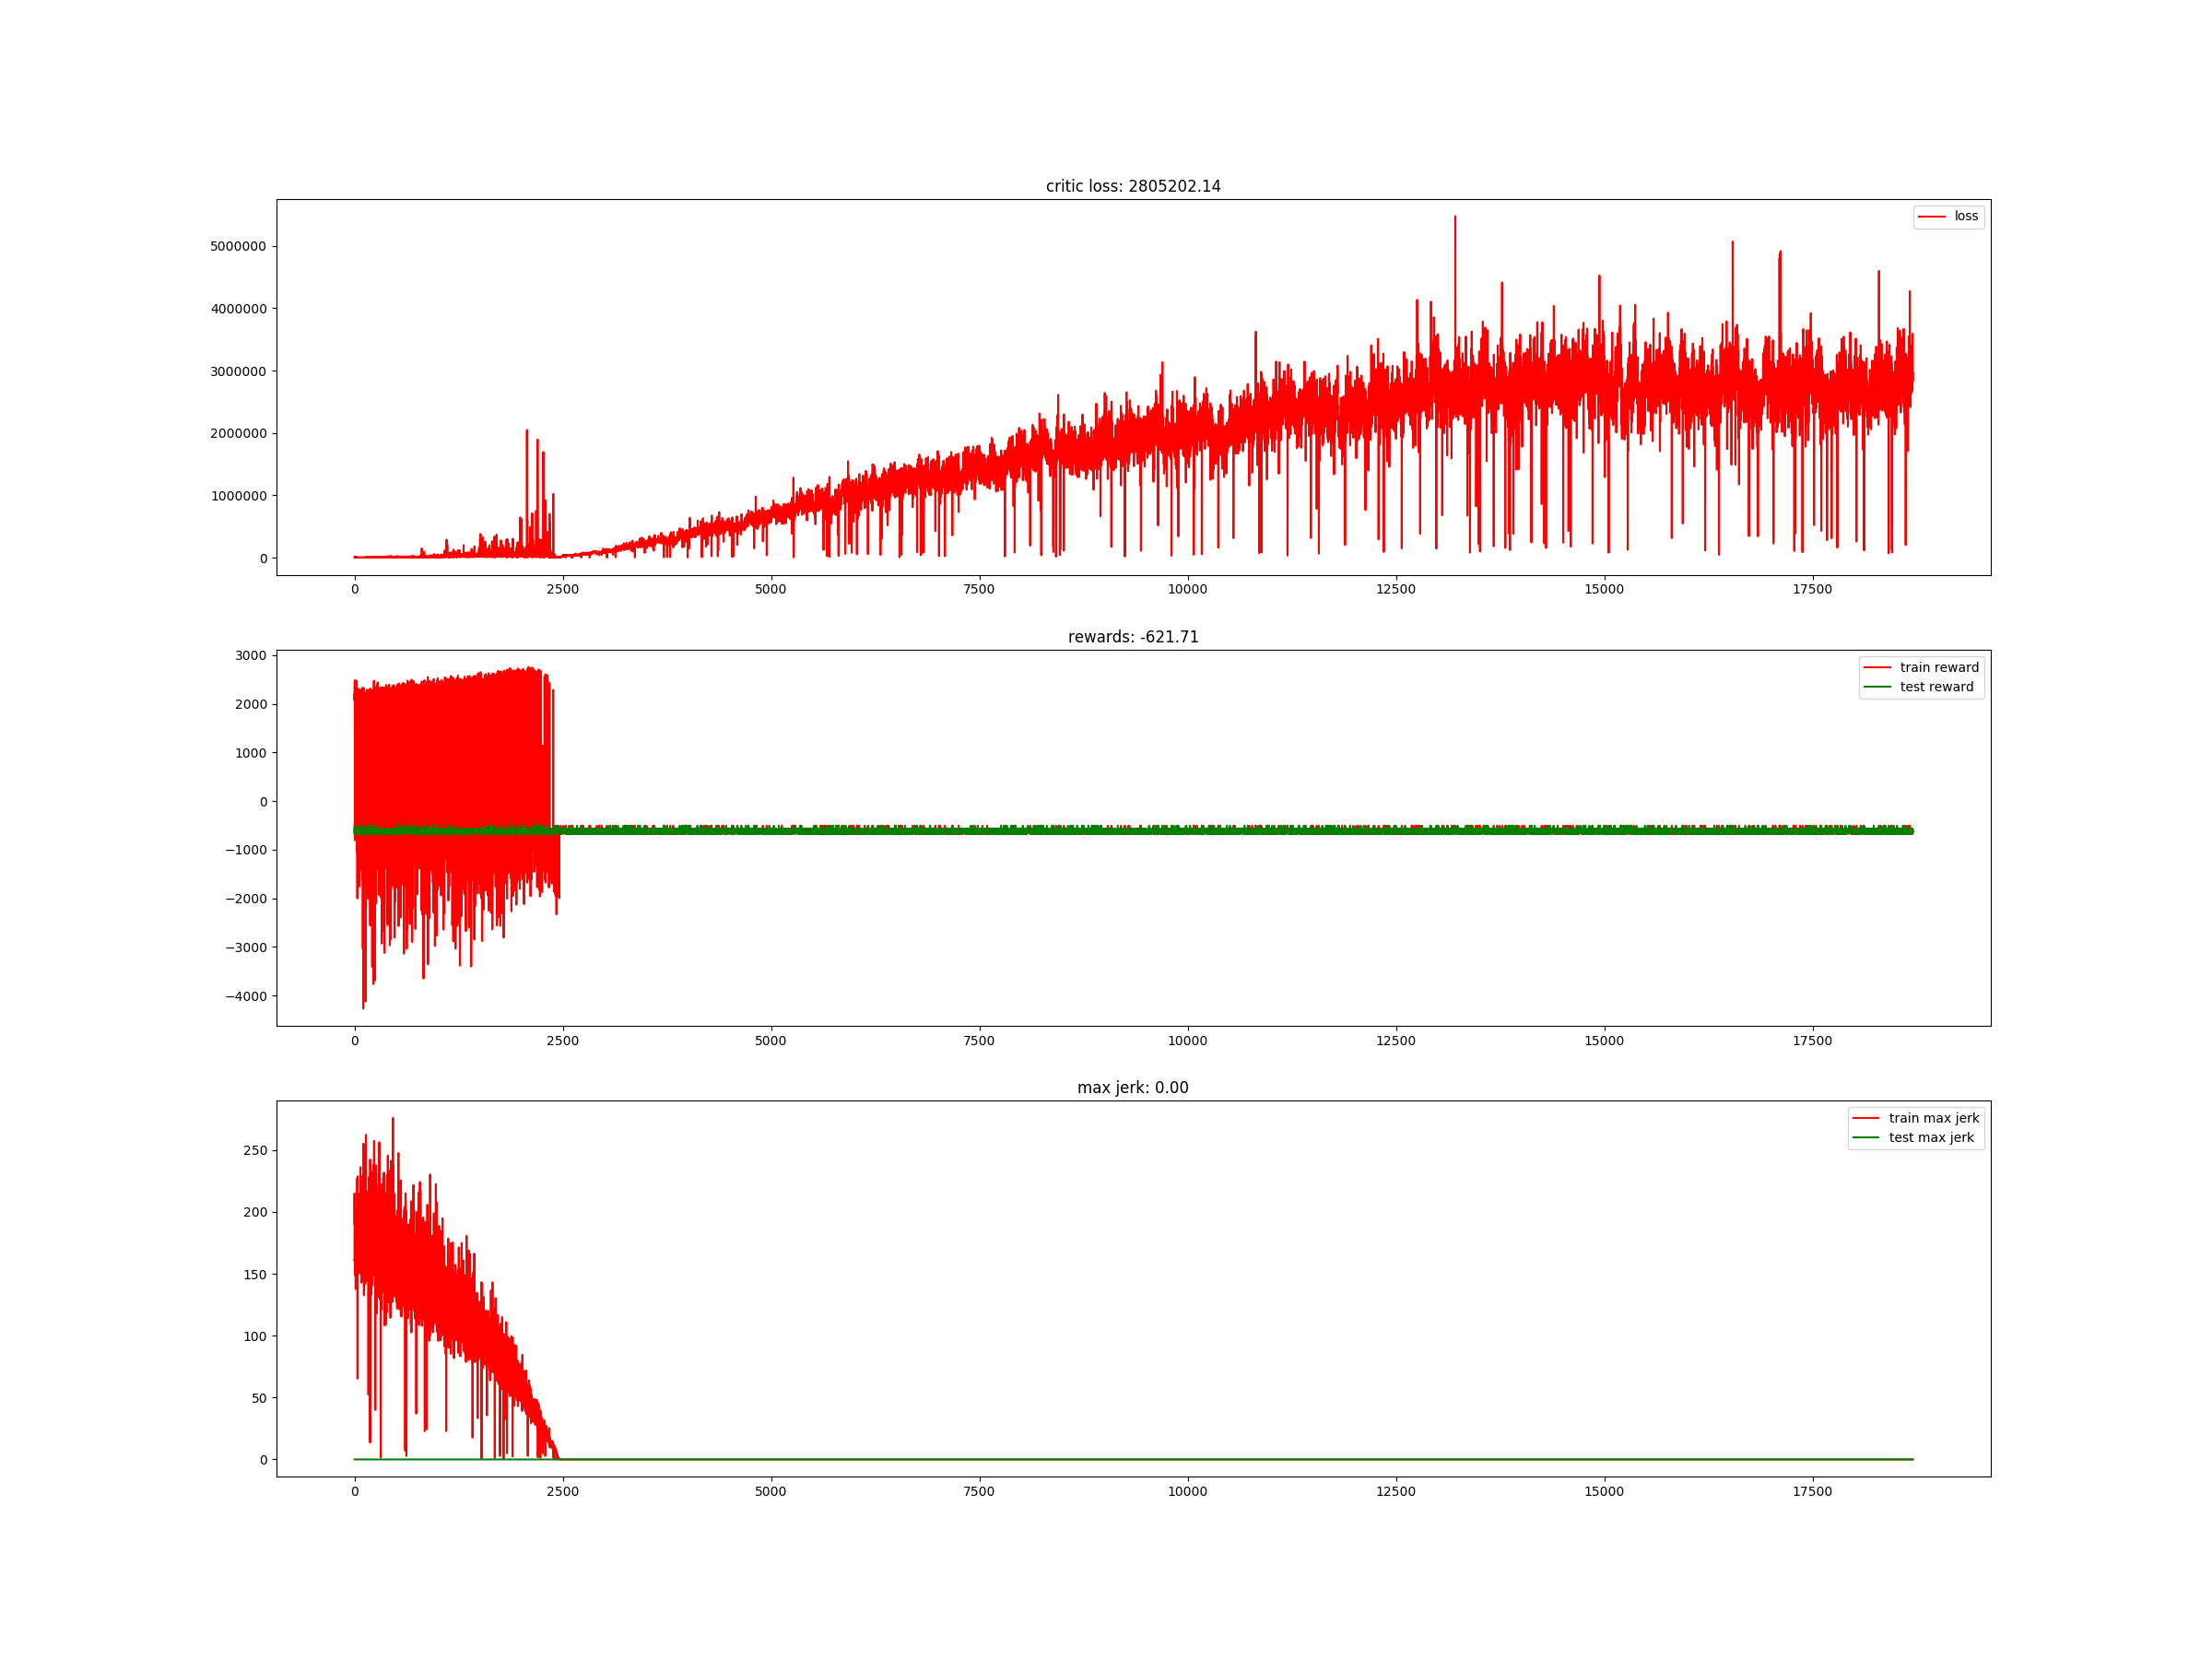 critic loss: 2805202.14
loss
5000000
4000000
3000000
2000000
1000000
0
0 2500 5000 7500 10000 12500 15000 17500
rewards: -621.71
train reward
test reward
3000
2000
1000
0
−1000
−2000
−3000
−4000
0 2500 5000 7500 10000 12500 15000 17500
max jerk: 0.00
train max jerk
test max jerk
250
200
150
100
50
0
0 2500 5000 7500 10000 12500 15000 17500